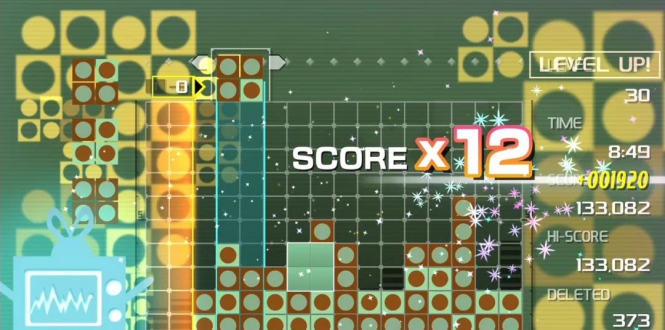 LEVEL UP!
0
30
TIME
SCORE x12
8:49
+001920
133,082
HI-SCORE
133,082
DELETED
373